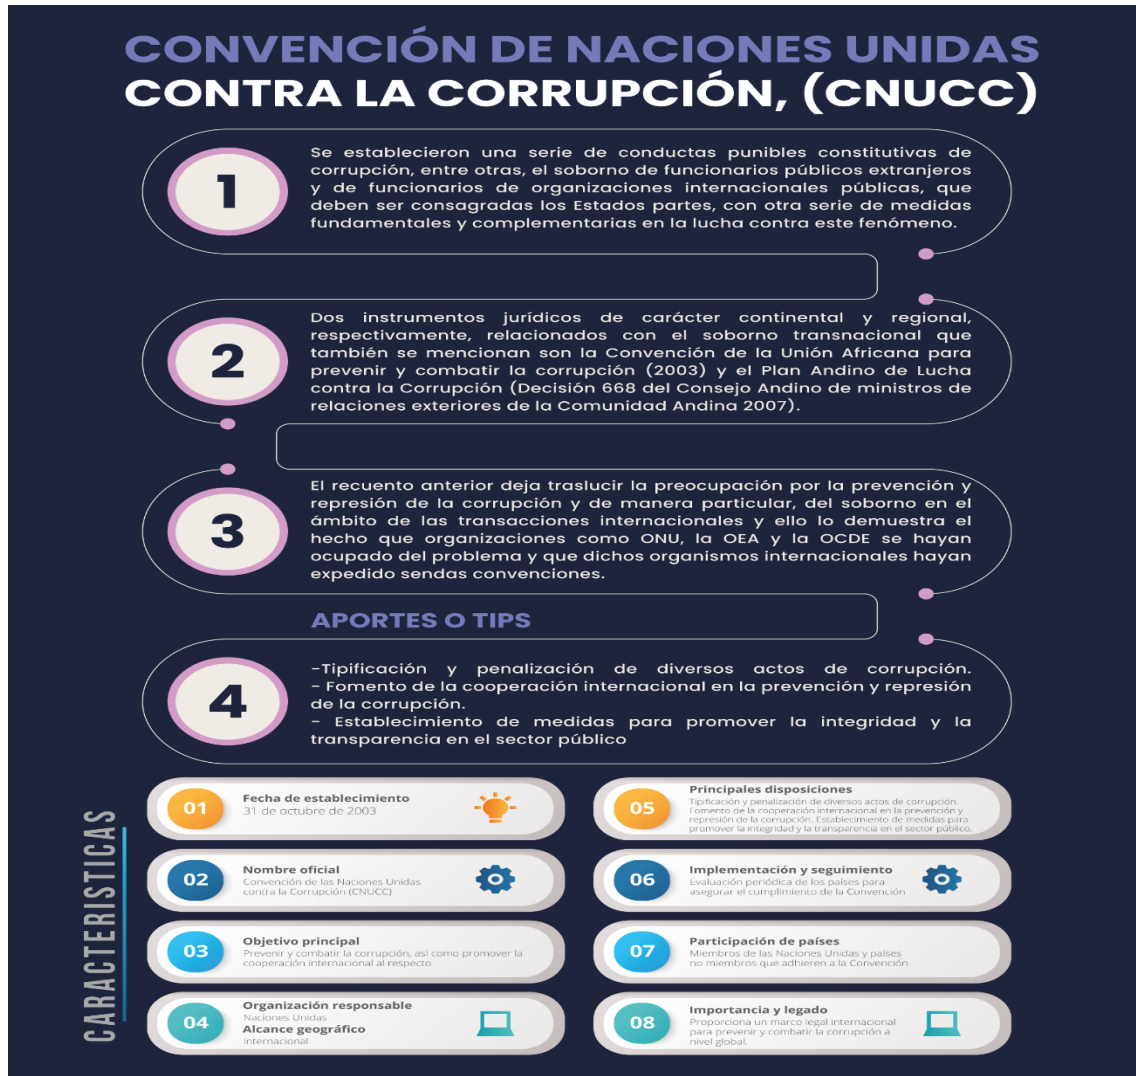 CONVENCIÓN DE NACIONES UNIDAS
CONTRA LA CORRUPCIÓN, (CNUCC)
1
Se establecieron una serie de conductas punibles constitutivas de
corrupción, entre otras, el soborno de funcionarios públicos extranjeros
y de funcionarios de organizaciones internacionales públicas, que
deben ser consagradas los Estados partes, con otra serie de medidas
fundamentales y complementarias en la lucha contra este fenómeno.
2
Dos instrumentos jurídicos de carácter continental y regional,
respectivamente, relacionados con el soborno transnacional que
también se mencionan son la Convención de la Unión Africana para
prevenir y combatir la corrupción (2003) y el Plan Andino de Lucha
contra la Corrupción (Decisión 668 del Consejo Andino de ministros de
relaciones exteriores de la Comunidad Andina 2007).
3
El recuento anterior deja traslucir la preocupación por la prevención y
represión de la corrupción y de manera particular, del soborno en el
ámbito de las transacciones internacionales y ello lo demuestra el
hecho que organizaciones como ONU, la OEA y la OCDE se hayan
ocupado del problema y que dichos organismos internacionales hayan
expedido sendas convenciones.
APORTES O TIPS
4
-Tipificación y penalización de diversos actos de corrupción.
- Fomento de la cooperación internacional en la prevención y represión
de la corrupción.
- Establecimiento de medidas para promover la integridad y la
transparencia en el sector público
CARACTERISTICAS
01
Fecha de establecimiento
31 de octubre de 2003
02
Nombre oficial
Convención de las Naciones Unidas
contra la Corrupción (CNUCC)
03
Objetivo principal
Prevenir y combatir la corrupción, así como promover la
cooperación internacional al respecto
04
Organización responsable
Naciones Unidas
Alcance geográfico
Internacional
05
Principales disposiciones
Tipificación y penalización de diversos actos de corrupción.
Fomento de la cooperación internacional en la prevención y
represión de la corrupción. Establecimiento de medidas para
promover la integridad y la transparencia en el sector público.
06
Implementación y seguimiento
Evaluación periódica de los países para
asegurar el cumplimiento de la Convención
07
Participación de países
Miembros de las Naciones Unidas y países
no miembros que adhieren a la Convención
08
Importancia y legado
Proporciona un marco legal internacional
para prevenir y combatir la corrupción a
nivel global.